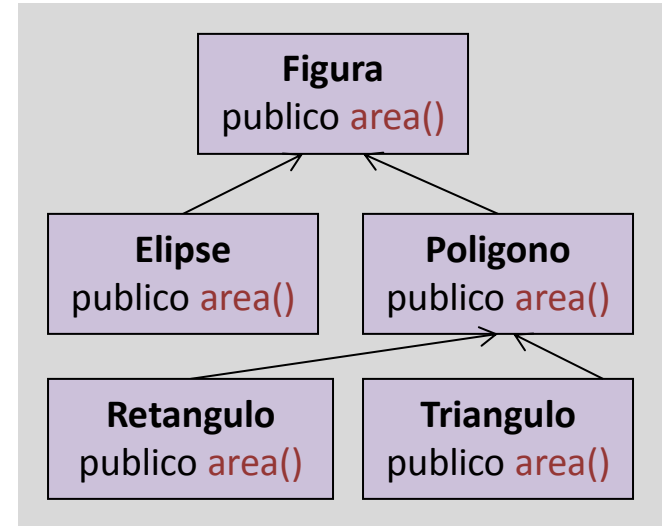 Figura
publico area()
Elipse
publico area()
Poligono
publico area()
Retangulo
publico area()
Triangulo
publico area()